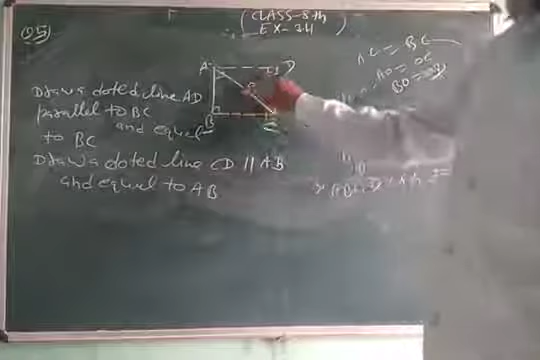 Q5)
(CLASS-8th
EX-3.4)
A D
O
B C
Draw a doted line AD
parallel to BC
and equal
to BC
Draw a doted line CD || AB
and equal to AB
AC = BC
AO = OC
BO =